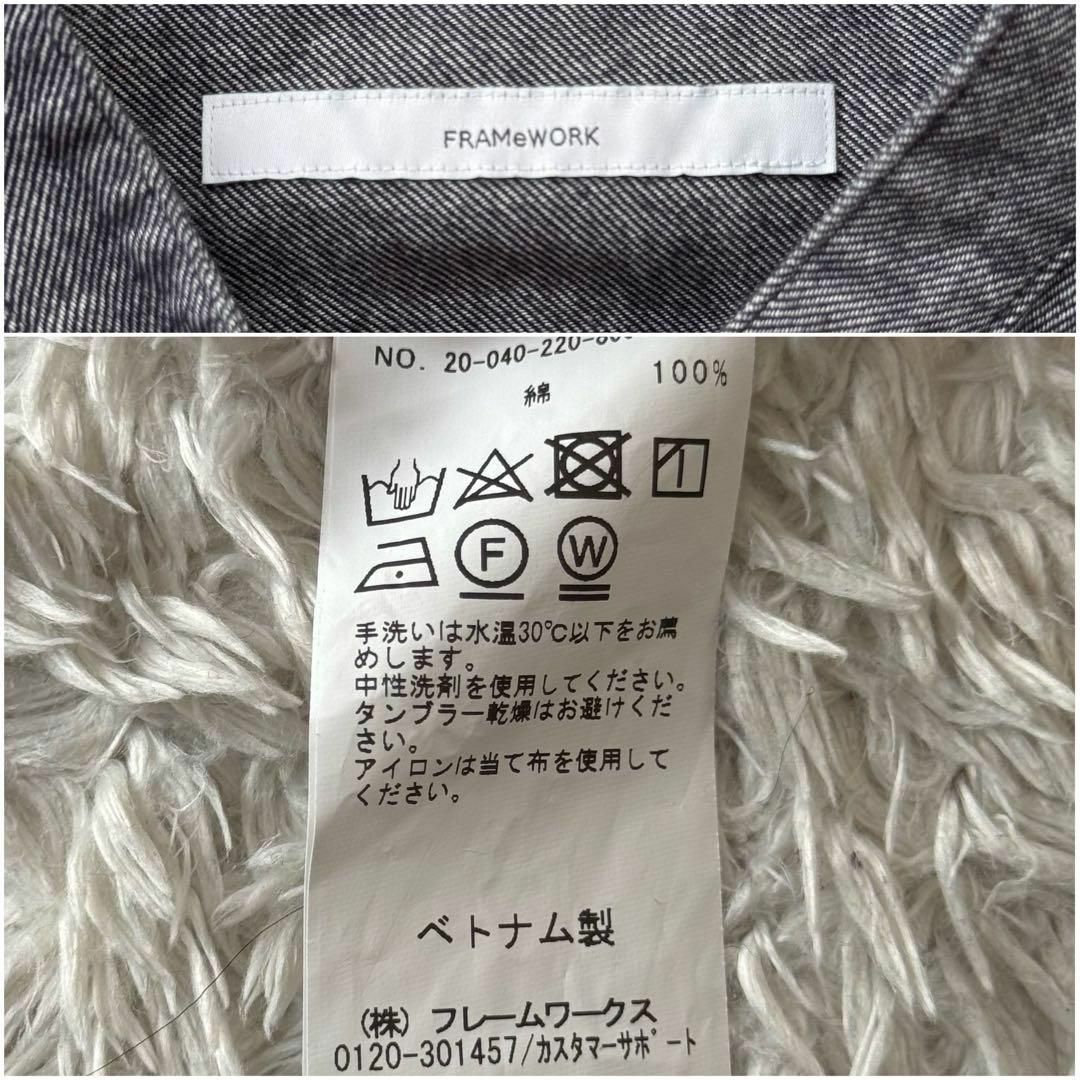 FRAMeWORK
NO. 20-040-220-
綿 100%
F W
手洗いは水温30℃以下をお薦
めします。
中性洗剤を使用してください。
タンブラー乾燥はお避けくだ
さい。
アイロンは当て布を使用して
ください。
ベトナム製
(株) フレームワークス
0120-301457/カスタマーサポート